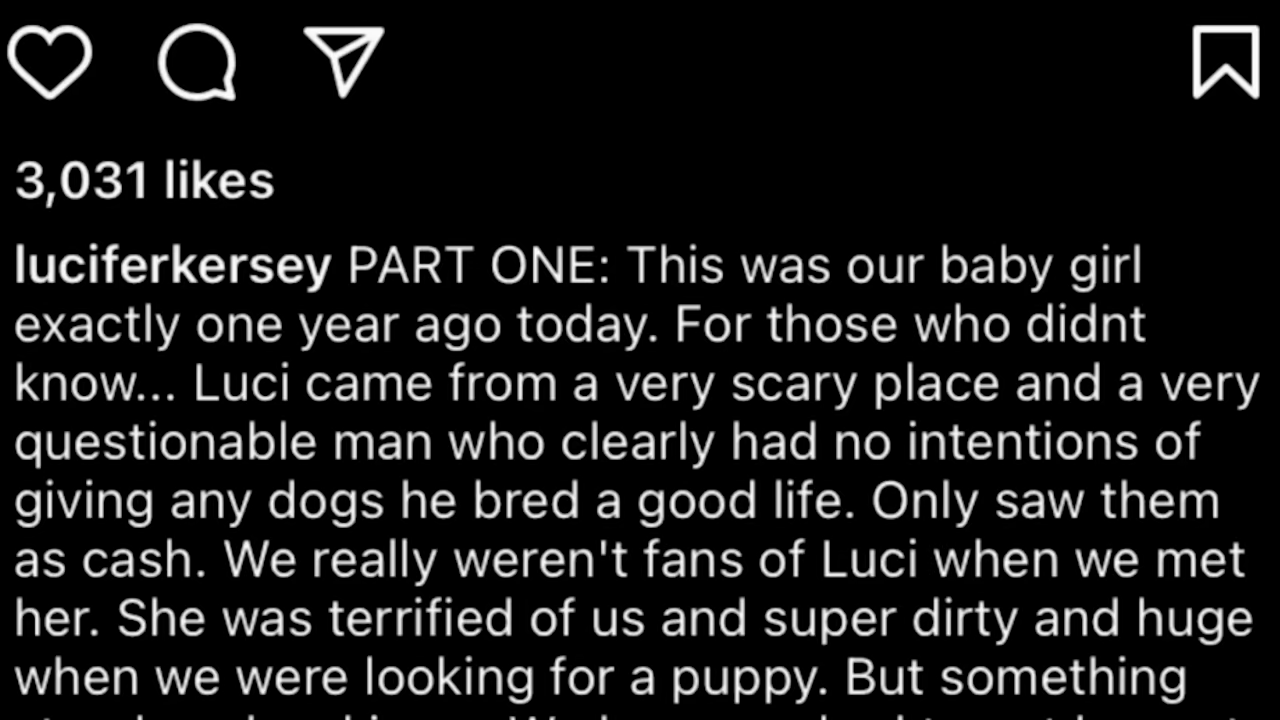 3,031 likes
luciferkersey PART ONE: This was our baby girl
exactly one year ago today. For those who didnt
know... Luci came from a very scary place and a very
questionable man who clearly had no intentions of
giving any dogs he bred a good life. Only saw them
as cash. We really weren't fans of Luci when we met
her. She was terrified of us and super dirty and huge
when we were looking for a puppy. But something